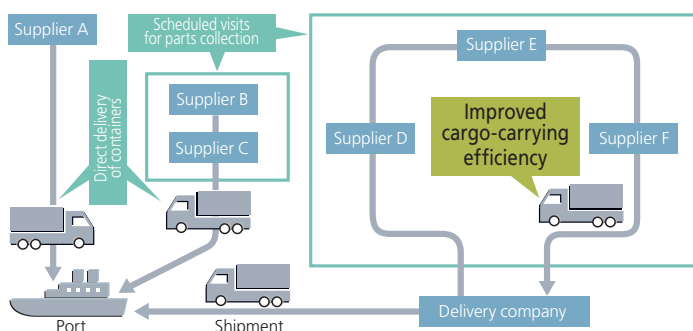 Supplier A
Scheduled visits
for parts collection
Supplier E
Supplier B
Improved
cargo-carrying
efficiency
Direct delivery
of containers
Supplier D
Supplier F
Supplier C
Delivery company
Port
Shipment